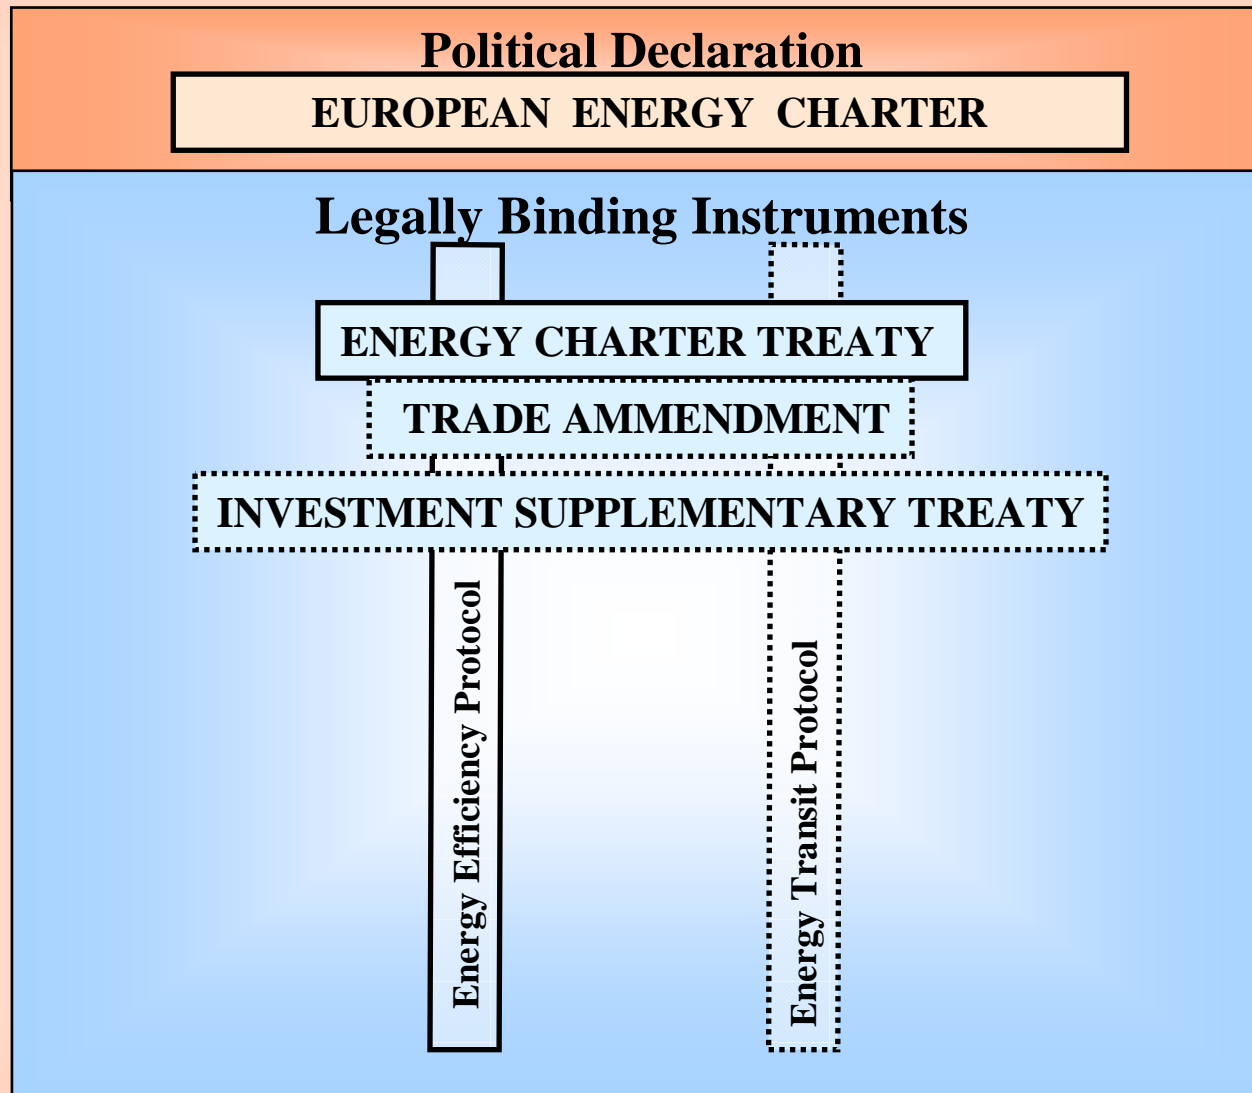 Political Declaration
EUROPEAN ENERGY CHARTER
Legally Binding Instruments
ENERGY CHARTER TREATY
TRADE AMMENDMENT
INVESTMENT SUPPLEMENTARY TREATY
Energy Efficiency Protocol
Energy Transit Protocol